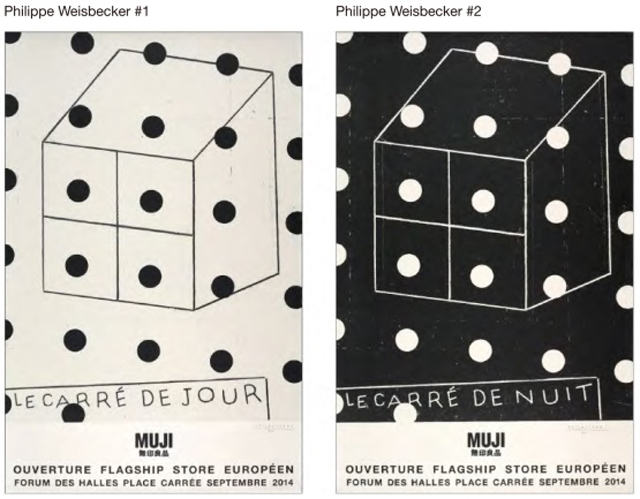 Philippe Weisbecker #1
LE CARRÉ DE JOUR
MUJI
無印良品
OUVERTURE FLAGSHIP STORE EUROPÉEN
FORUM DES HALLES PLACE CARRÉE SEPTEMBRE 2014
Philippe Weisbecker #2
LE CARRÉ DE NUIT
MUJI
無印良品
OUVERTURE FLAGSHIP STORE EUROPÉEN
FORUM DES HALLES PLACE CARRÉE SEPTEMBRE 2014